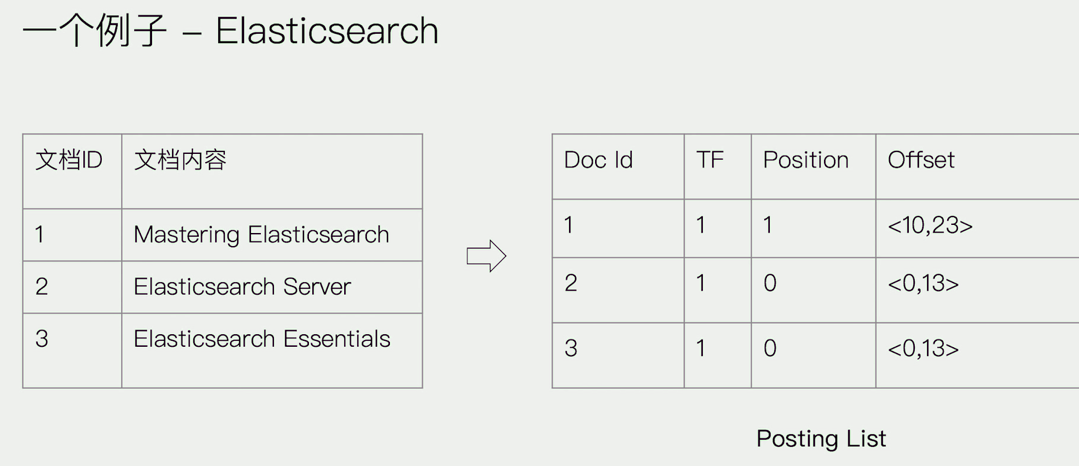 一个例子 – Elasticsearch
文档ID 文档内容
1 Mastering Elasticsearch
2 Elasticsearch Server
3 Elasticsearch Essentials
Doc Id TF Position Offset
1 1 1 <10,23>
2 1 0 <0,13>
3 1 0 <0,13>
Posting List